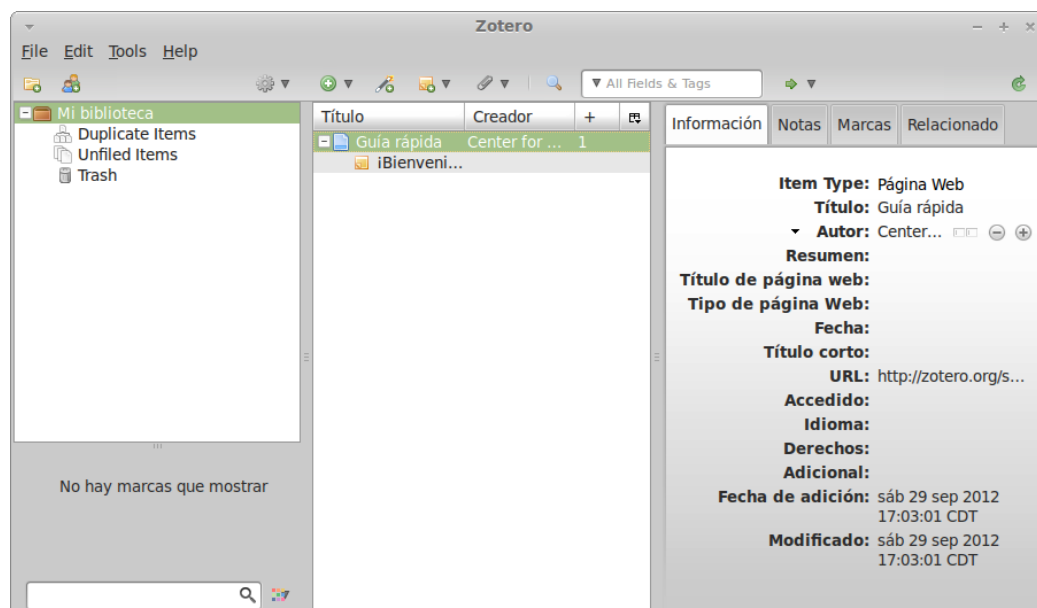 Zotero
File Edit Tools Help
All Fields & Tags
Mi biblioteca
Duplicate Items
Unfiled Items
Trash
No hay marcas que mostrar
Título Creador +
Guía rápida Center for ... 1
¡Bienveni...
Información Notas Marcas Relacionado
Item Type: Página Web
Título: Guía rápida
Autor: Center...
Resumen:
Título de página web:
Tipo de página Web:
Fecha:
Título corto:
URL: http://zotero.org/s...
Accedido:
Idioma:
Derechos:
Adicional:
Fecha de adición: sáb 29 sep 2012
17:03:01 CDT
Modificado: sáb 29 sep 2012
17:03:01 CDT